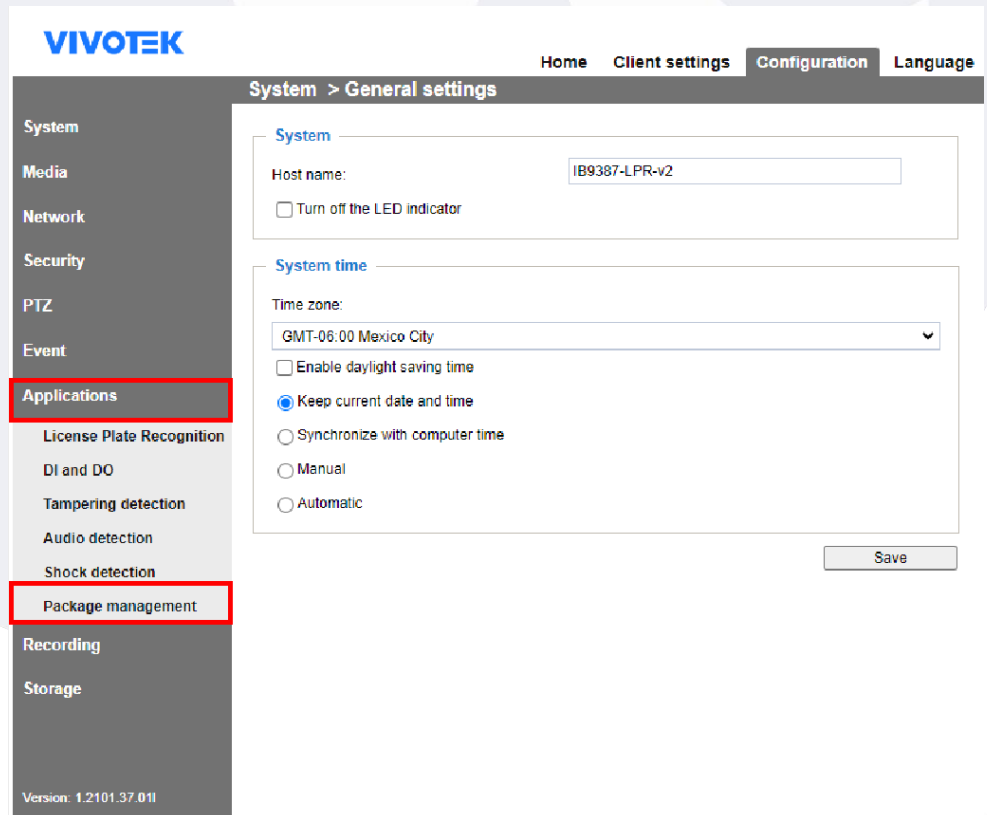 VIVOTEK
Home Client settings Configuration Language
System > General settings
System
Media
Network
Security
PTZ
Event
Applications
License Plate Recognition
DI and DO
Tampering detection
Audio detection
Shock detection
Package management
Recording
Storage
Version: 1.2101.37.01l
System
Host name: IB9387-LPR-v2
Turn off the LED indicator
System time
Time zone:
GMT-06:00 Mexico City
Enable daylight saving time
Keep current date and time
Synchronize with computer time
Manual
Automatic
Save